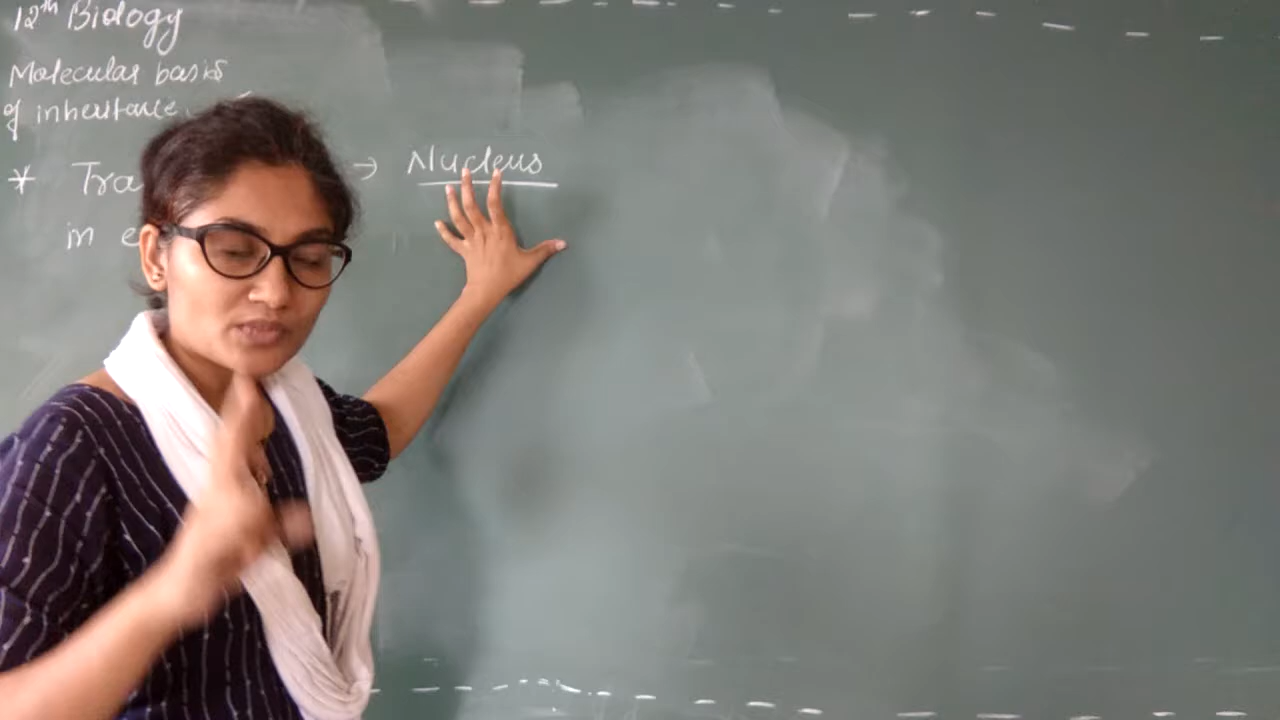 12th Biology
Molecular basis
of inheritance.
* Tra → Nucleus
in e